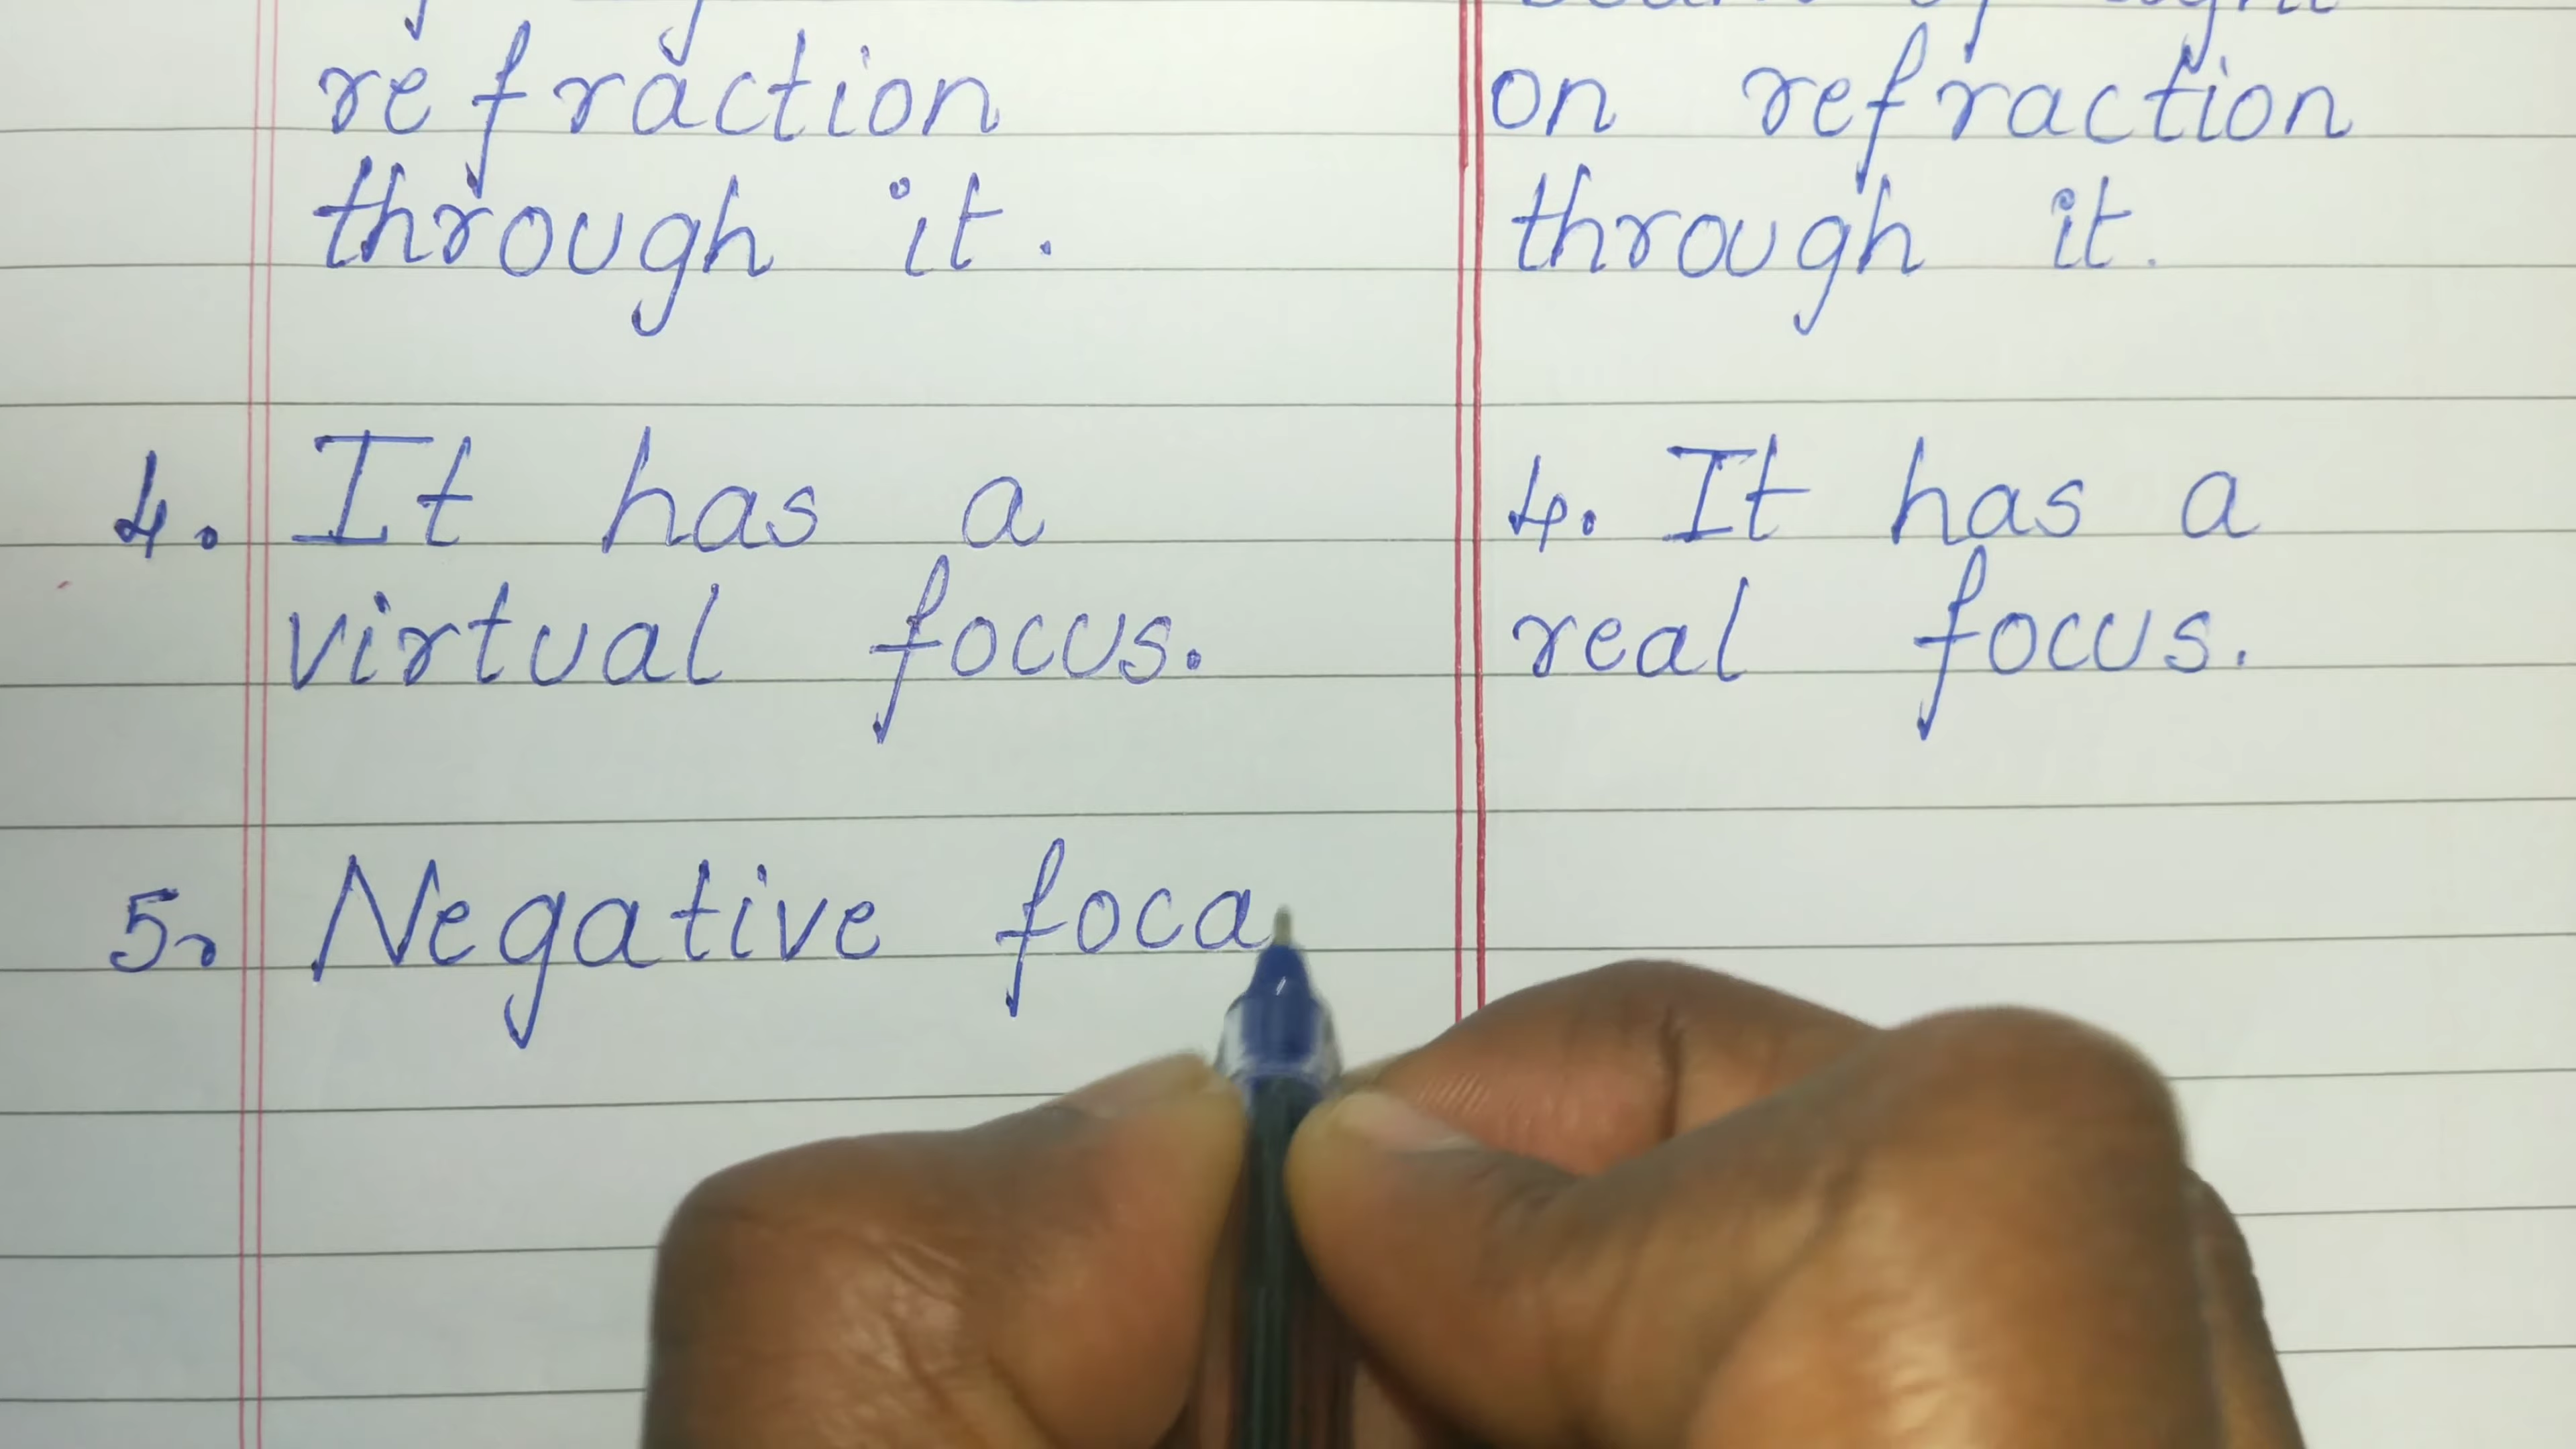 refraction
through it.
4. It has a
virtual focus.
5. Negative foca
on refraction
through it.
4. It has a
real focus.